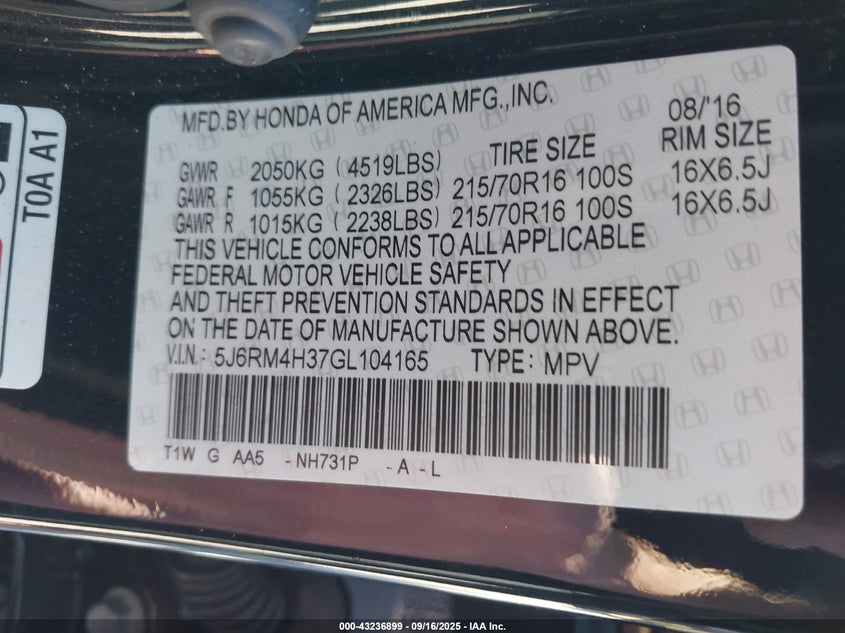 T0A A1
MFD.BY HONDA OF AMERICA MFG.,INC. 08/'16
TIRE SIZE RIM SIZE
GVWR 2050KG ( 4519LBS)
GAWR F 1055KG ( 2326LBS) 215/70R16 100S 16X6.5J
GAWR R 1015KG ( 2238LBS) 215/70R16 100S 16X6.5J
THIS VEHICLE CONFORMS TO ALL APPLICABLE
FEDERAL MOTOR VEHICLE SAFETY
AND THEFT PREVENTION STANDARDS IN EFFECT
ON THE DATE OF MANUFACTURE SHOWN ABOVE.
V.I.N.: 5J6RM4H37GL104165 TYPE: MPV
T1W G AA5 -NH731P -A -L
000-43236899 - 09/16/2025 - IAA Inc.